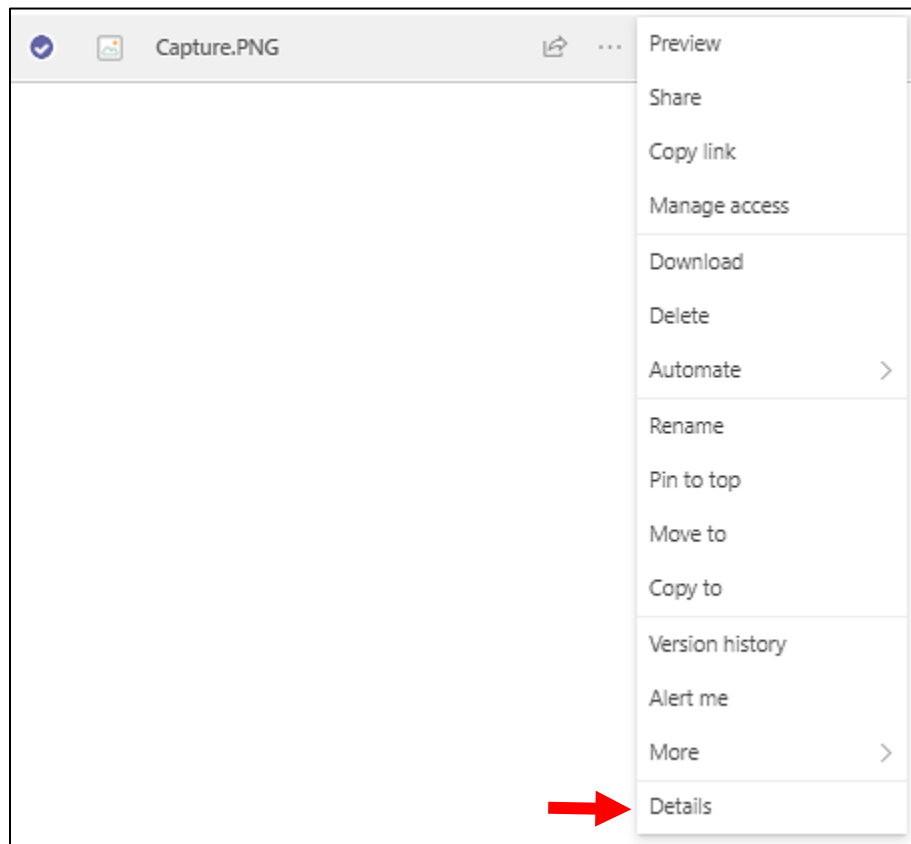 Capture.PNG
Preview
Share
Copy link
Manage access
Download
Delete
Automate
Rename
Pin to top
Move to
Copy to
Version history
Alert me
More
Details